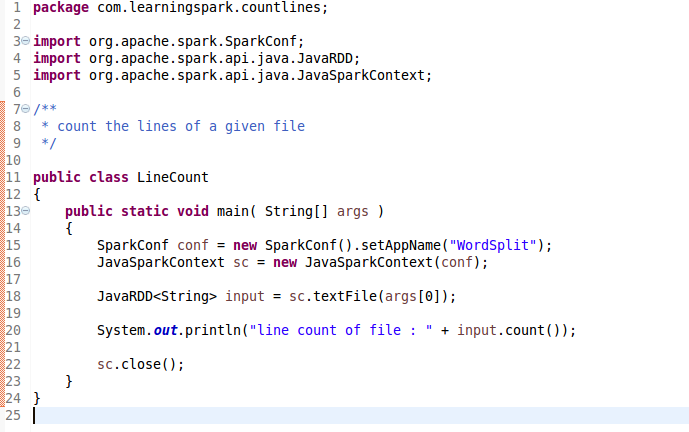 1 package com.learningspark.countlines;
2
3 import org.apache.spark.SparkConf;
4 import org.apache.spark.api.java.JavaRDD;
5 import org.apache.spark.api.java.JavaSparkContext;
6
7 /**
8  * count the lines of a given file
9  */
10
11 public class LineCount
12 {
13     public static void main( String[] args )
14     {
15         SparkConf conf = new SparkConf().setAppName("WordSplit");
16         JavaSparkContext sc = new JavaSparkContext(conf);
17
18         JavaRDD<String> input = sc.textFile(args[0]);
19
20         System.out.println("line count of file : " + input.count());
21
22         sc.close();
23     }
24 }
25